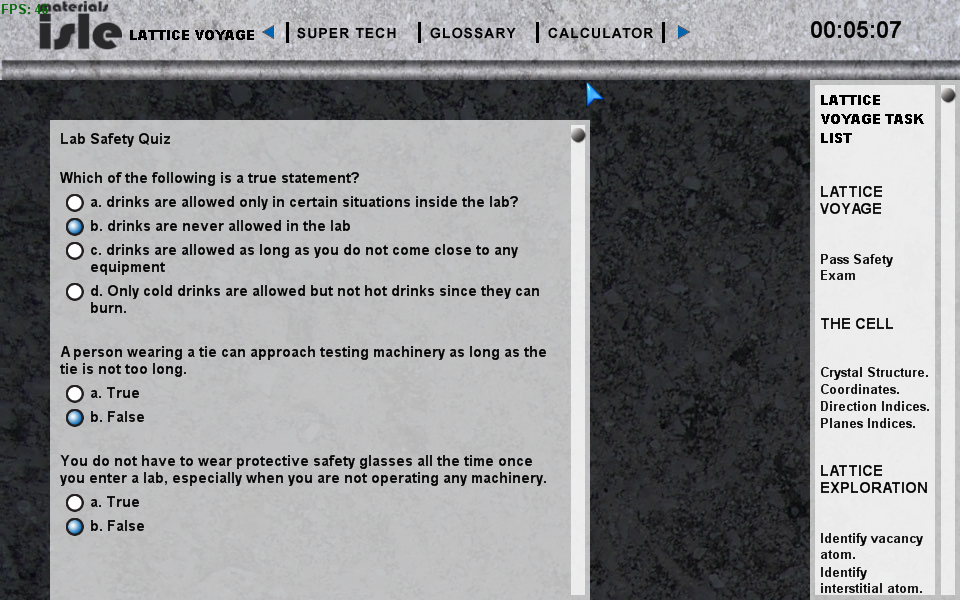 FPS:
materials
isle LATTICE VOYAGE SUPER TECH GLOSSARY CALCULATOR 00:05:07
Lab Safety Quiz
Which of the following is a true statement?
a. drinks are allowed only in certain situations inside the lab?
b. drinks are never allowed in the lab
c. drinks are allowed as long as you do not come close to any
equipment
d. Only cold drinks are allowed but not hot drinks since they can
burn.
A person wearing a tie can approach testing machinery as long as the
tie is not too long.
a. True
b. False
You do not have to wear protective safety glasses all the time once
you enter a lab, especially when you are not operating any machinery.
a. True
b. False
LATTICE
VOYAGE TASK
LIST
LATTICE
VOYAGE
Pass Safety
Exam
THE CELL
Crystal Structure.
Coordinates.
Direction Indices.
Planes Indices.
LATTICE
EXPLORATION
Identify vacancy
atom.
Identify
interstitial atom.